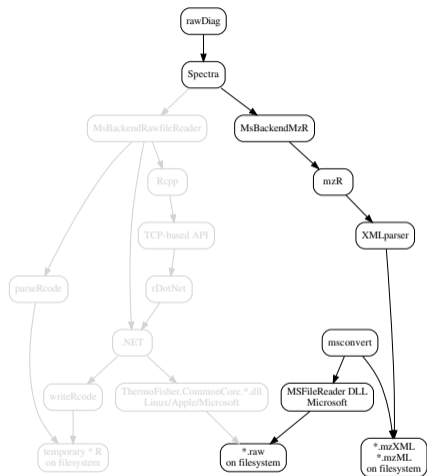 rawDiag
Spectra
MsBackendRawfileReader
MsBackendMzR
Rcpp
mzR
TCP-based API
XMLparser
parseRcode
rDotNet
.NET
msconvert
writeRcode
ThermoFisher.CommonCore.*.dll
Linux/Apple/Microsoft
MSFileReader DLL
Microsoft
temporary *.R
on filesystems
*.raw
on filesystem
*.mzXML
*.mzML
on filesystem